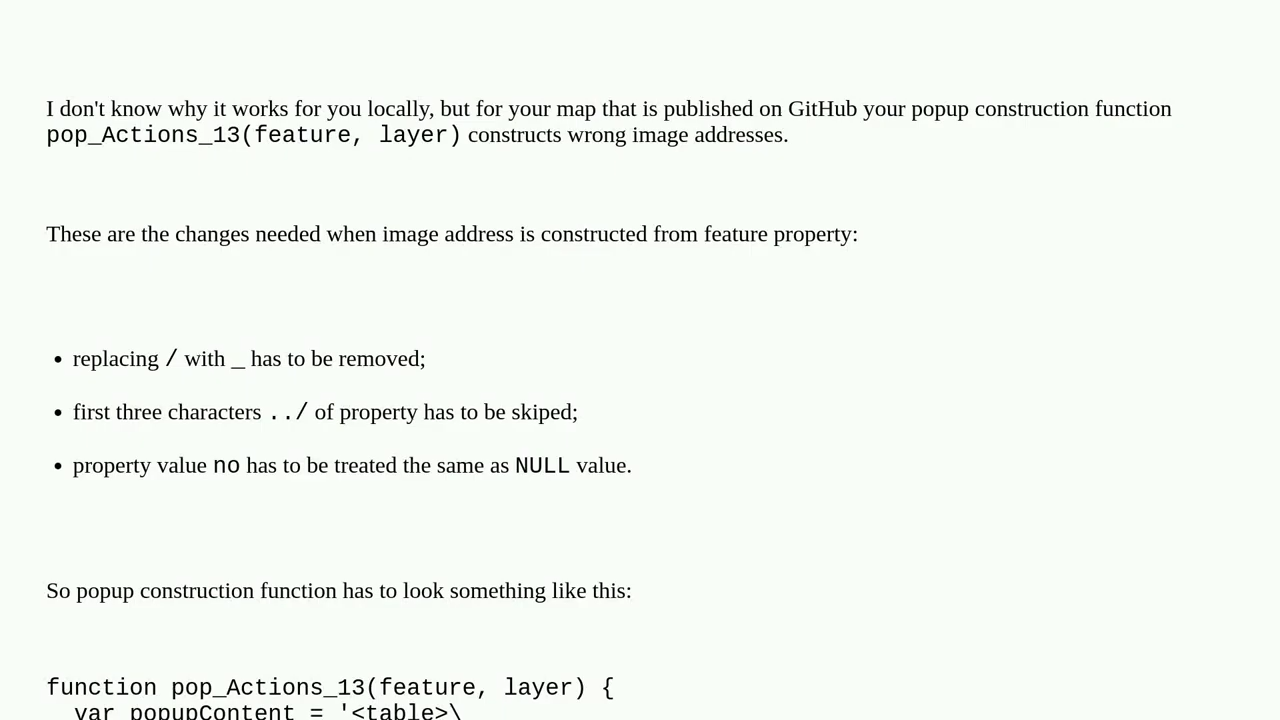 I don't know why it works for you locally, but for your map that is published on GitHub your popup construction function
pop_Actions_13(feature, layer) constructs wrong image addresses.
These are the changes needed when image address is constructed from feature property:
• replacing / with _ has to be removed;
• first three characters ../ of property has to be skiped;
• property value no has to be treated the same as NULL value.
So popup construction function has to look something like this:
function pop_Actions_13(feature, layer) {
  var popupContent = '<table>\